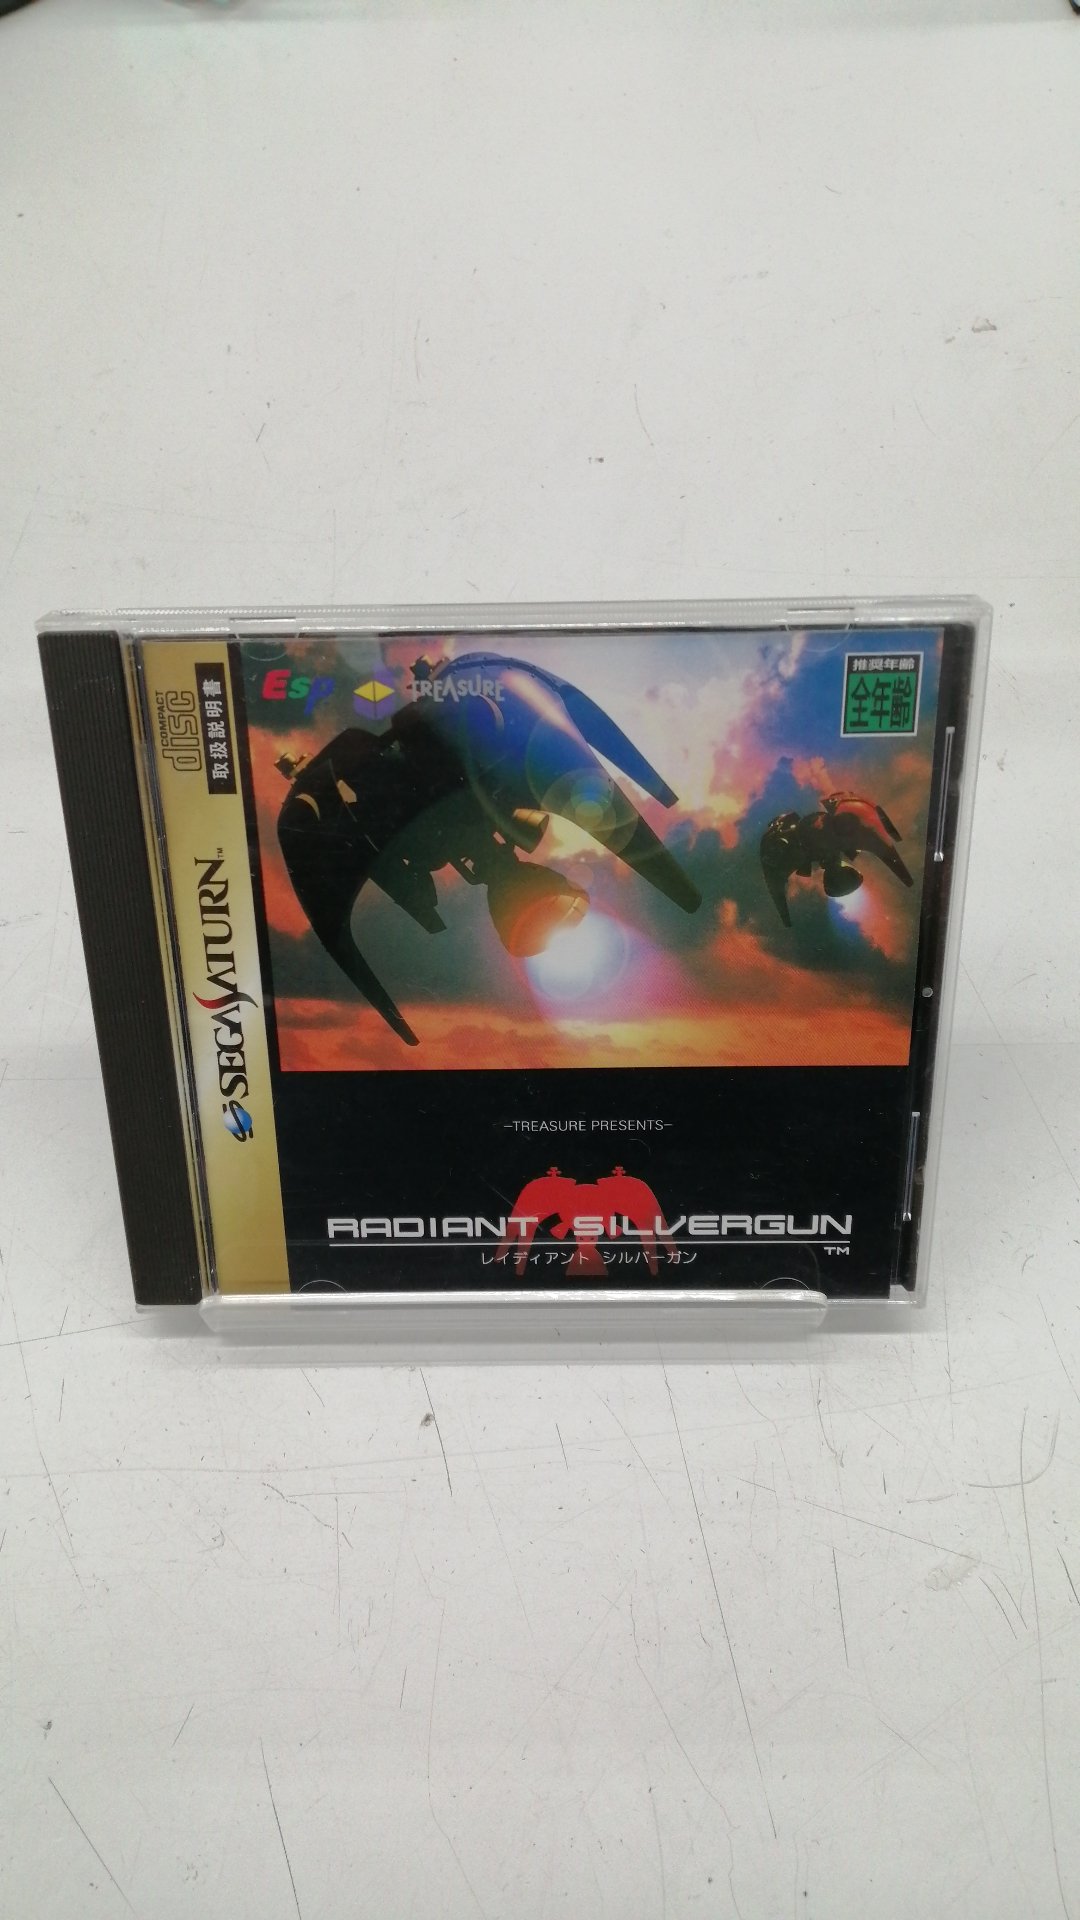 COMPACT
disc
取扱説明書
SEGA SATURN™
Esp
TREASURE
推奨年齢
全年齢
–TREASURE PRESENTS–
RADIANT SILVERGUN
TM
レイディアント シルバーガン